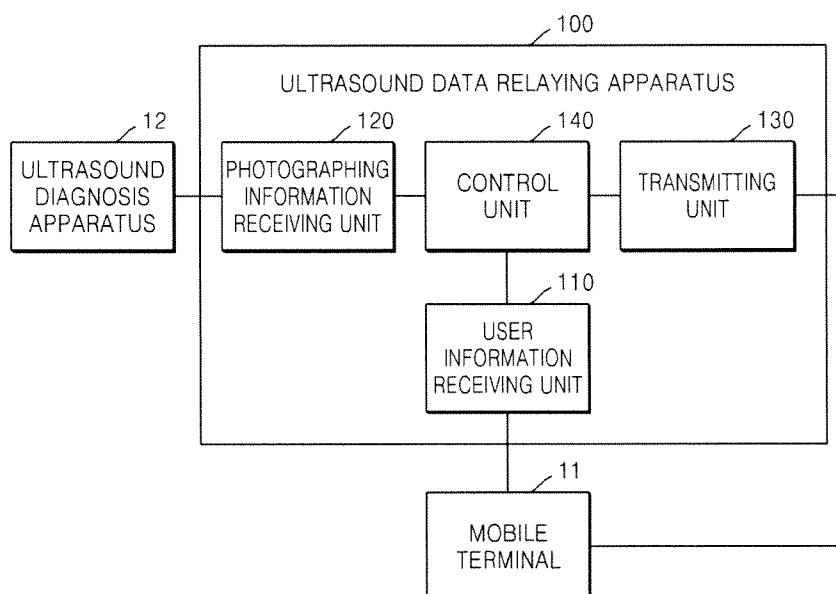 100
ULTRASOUND DATA RELAYING APPARATUS
12
120
140
130
ULTRASOUND
DIAGNOSIS
APPARATUS
PHOTOGRAPHING
INFORMATION
RECEIVING UNIT
CONTROL
UNIT
TRANSMITTING
UNIT
110
USER
INFORMATION
RECEIVING UNIT
11
MOBILE
TERMINAL